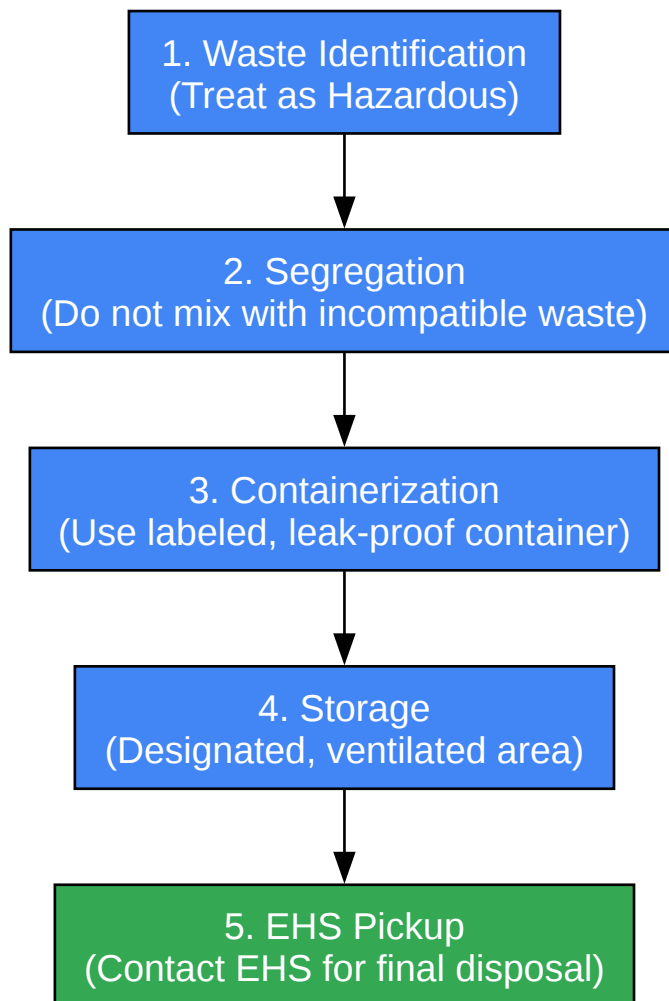 1. Waste Identification
(Treat as Hazardous)
2. Segregation
(Do not mix with incompatible waste)
3. Containerization
(Use labeled, leak-proof container)
4. Storage
(Designated, ventilated area)
5. EHS Pickup
(Contact EHS for final disposal)